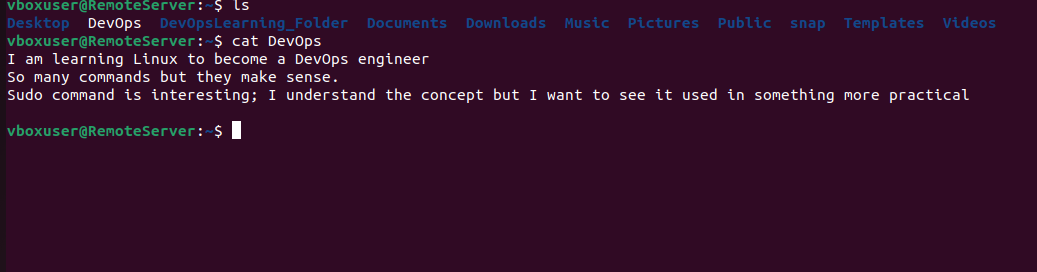 vboxuser@RemoteServer:~$ ls
Desktop DevOps DevOpsLearning_Folder Documents Downloads Music Pictures Public snap Templates Videos
vboxuser@RemoteServer:~$ cat DevOps
I am learning Linux to become a DevOps engineer
So many commands but they make sense.
Sudo command is interesting; I understand the concept but I want to see it used in something more practical
vboxuser@RemoteServer:~$